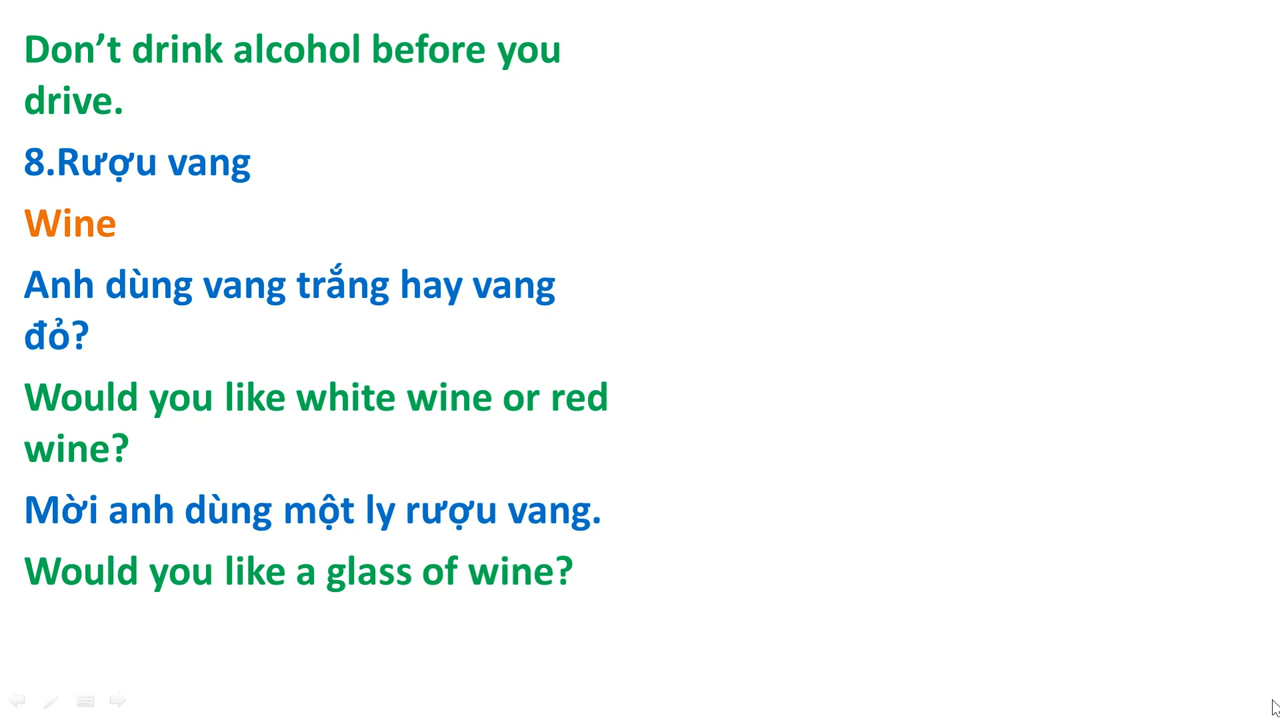 Don’t drink alcohol before you
drive.
8.Rượu vang
Wine
Anh dùng vang trắng hay vang
đỏ?
Would you like white wine or red
wine?
Mời anh dùng một ly rượu vang.
Would you like a glass of wine?